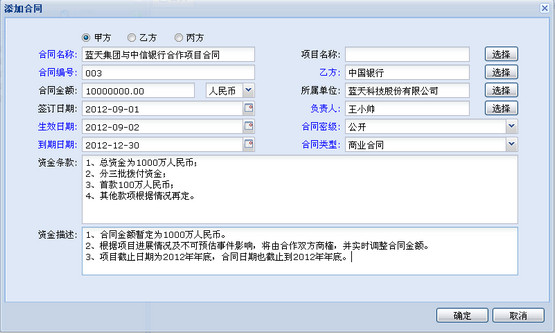 添加合同
甲方 乙方 丙方
合同名称: 蓝天集团与中信银行合作项目合同 项目名称: 选择
合同编号: 003 乙方: 中国银行 选择
合同金额: 10000000.00 人民币 所属单位: 蓝天科技股份有限公司 选择
签订日期: 2012-09-01 负责人: 王小帅 选择
生效日期: 2012-09-02 合同密级: 公开
到期日期: 2012-12-30 合同类型: 商业合同
资金条款: 1、总资金为1000万人民币;
2、分三批拨付资金;
3、首款100万人民币;
4、其他款项根据情况再定。
资金描述: 1、合同金额暂定为1000万人民币。
2、根据项目进展情况及不可预估事件影响,将由合作双方商榷,并实时调整合同金额。
3、项目截止日期为2012年年底,合同日期也截止到2012年年底。
确定 取消